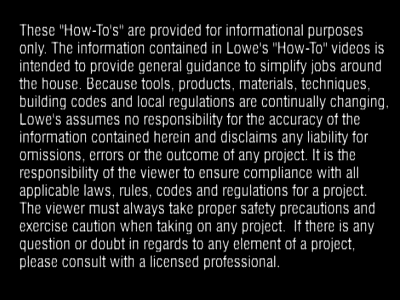 These "How-To's" are provided for informational purposes
only. The information contained in Lowe's "How-To" videos is
intended to provide general guidance to simplify jobs around
the house. Because tools, products, materials, techniques,
building codes and local regulations are continually changing,
Lowe's assumes no responsibility for the accuracy of the
information contained herein and disclaims any liability for
omissions, errors or the outcome of any project. It is the
responsibility of the viewer to ensure compliance with all
applicable laws, rules, codes and regulations for a project.
The viewer must always take proper safety precautions and
exercise caution when taking on any project.  If there is any
question or doubt in regards to any element of a project,
please consult with a licensed professional.